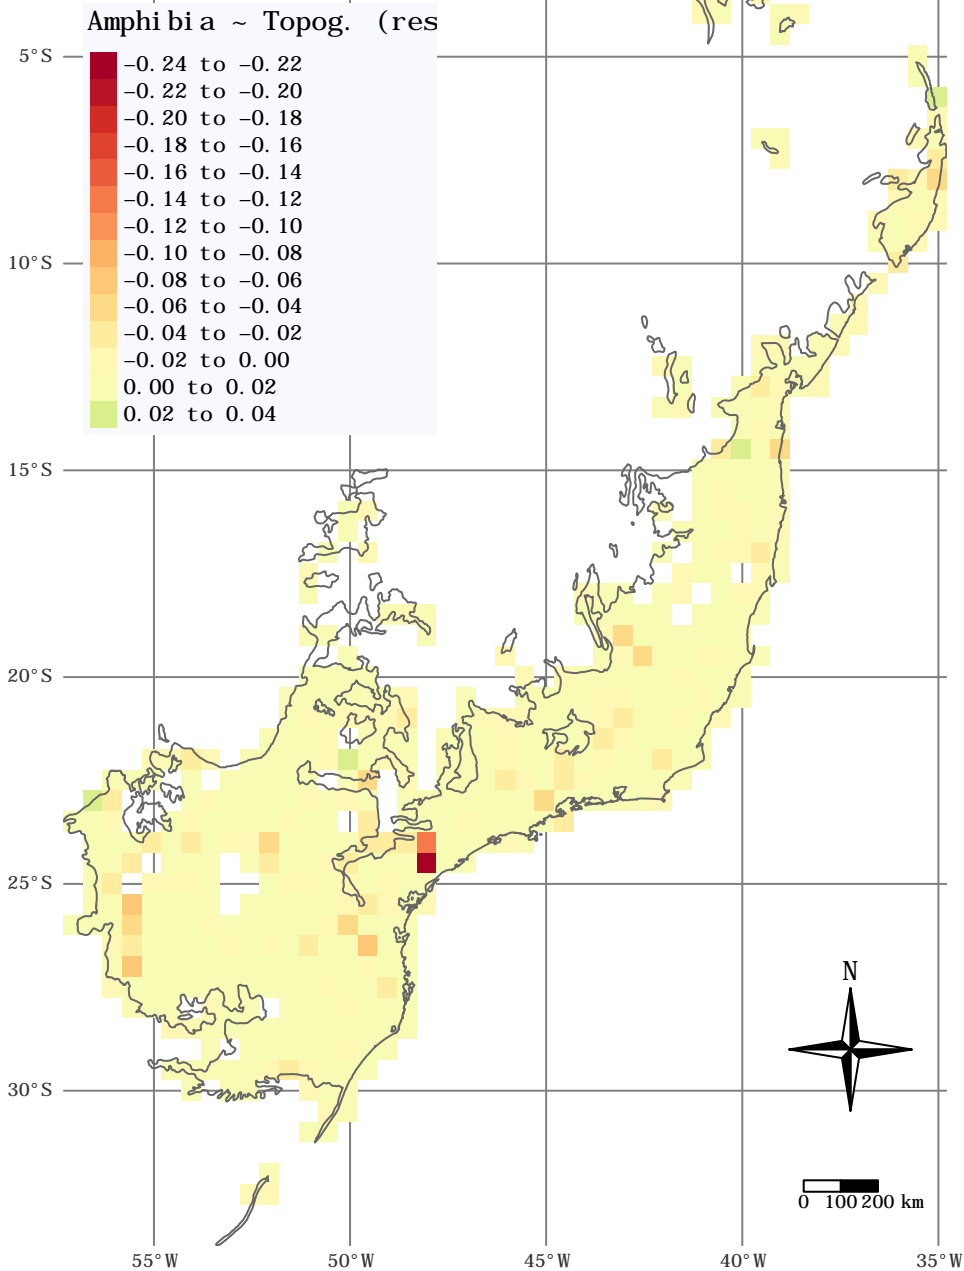 Amphibia ~ Topog. (res
−0.24 to −0.22
−0.22 to −0.20
−0.20 to −0.18
−0.18 to −0.16
−0.16 to −0.14
−0.14 to −0.12
−0.12 to −0.10
−0.10 to −0.08
−0.08 to −0.06
−0.06 to −0.04
−0.04 to −0.02
−0.02 to 0.00
0.00 to 0.02
0.02 to 0.04
5°S
10°S
15°S
20°S
25°S
30°S
N
0 100 200 km
55°W 50°W 45°W 40°W 35°W